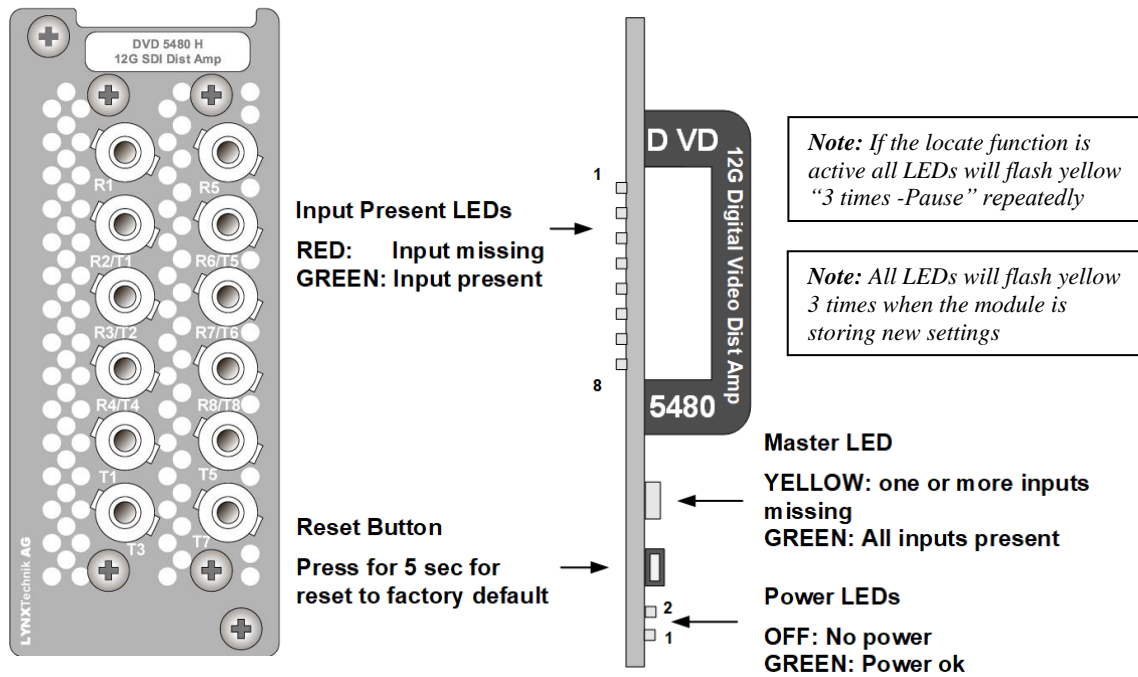 DVD 5480 H
12G SDI Dist Amp
R1
R5
R2/T1
R6/T5
R3/T2
R7/T6
R4/T4
R8/T8
T1
T5
T3
T7
LYNXTechnik AG
Input Present LEDs
RED: Input missing
GREEN: Input present
Reset Button
Press for 5 sec for
reset to factory default
1
8
D VD
12G Digital Video Dist Amp
5480
2
1
Note: If the locate function is
active all LEDs will flash yellow
“3 times -Pause” repeatedly
Note: All LEDs will flash yellow
3 times when the module is
storing new settings
Master LED
YELLOW: one or more inputs
missing
GREEN: All inputs present
Power LEDs
OFF: No power
GREEN: Power ok